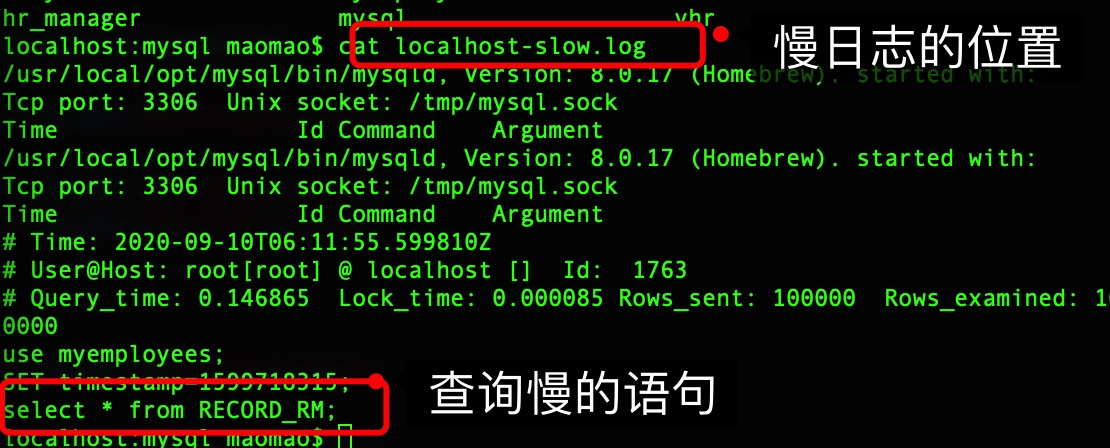 hr_manager mysql yhr
localhost:mysql maomao$ cat localhost-slow.log
慢日志的位置
/usr/local/opt/mysql/bin/mysqld, Version: 8.0.17 (Homebrew). started with:
Tcp port: 3306 Unix socket: /tmp/mysql.sock
Time Id Command Argument
/usr/local/opt/mysql/bin/mysqld, Version: 8.0.17 (Homebrew). started with:
Tcp port: 3306 Unix socket: /tmp/mysql.sock
Time Id Command Argument
# Time: 2020-09-10T06:11:55.599810Z
# User@Host: root[root] @ localhost [] Id: 1763
# Query_time: 0.146865 Lock_time: 0.000085 Rows_sent: 100000 Rows_examined: 10
0000
use myemployees;
SET timestamp=1599718315;
查询慢的语句
select * from RECORD_RM;
localhost:mysql maomao$